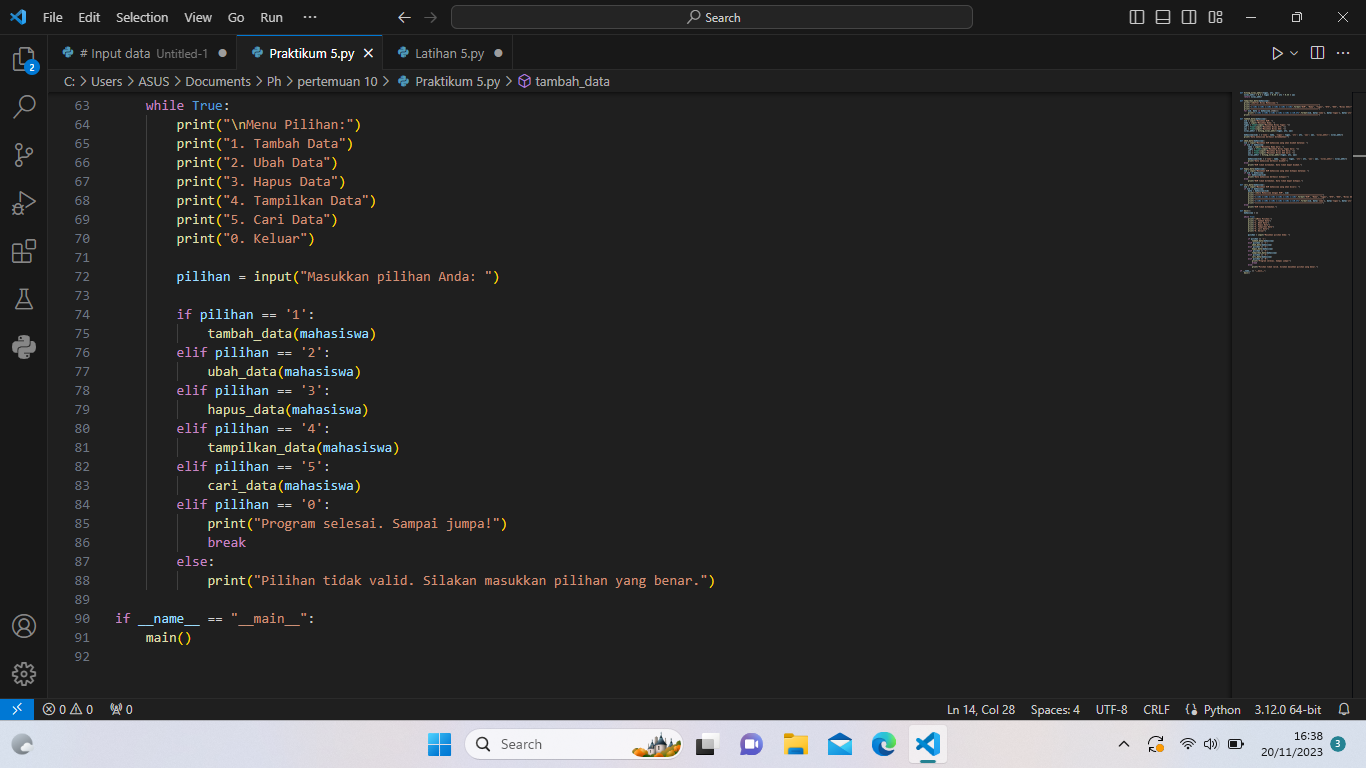 File Edit Selection View Go Run ··· Search
# Input data Untitled-1 Praktikum 5.py Latihan 5.py
C: > Users > ASUS > Documents > Ph > pertemuan 10 > Praktikum 5.py > tambah_data
2
63 while True:
64 print("\nMenu Pilihan:")
65 print("1. Tambah Data")
66 print("2. Ubah Data")
67 print("3. Hapus Data")
68 print("4. Tampilkan Data")
69 print("5. Cari Data")
70 print("0. Keluar")
71
72 pilihan = input("Masukkan pilihan Anda: ")
73
74 if pilihan == '1':
75 tambah_data(mahasiswa)
76 elif pilihan == '2':
77 ubah_data(mahasiswa)
78 elif pilihan == '3':
79 hapus_data(mahasiswa)
80 elif pilihan == '4':
81 tampilkan_data(mahasiswa)
82 elif pilihan == '5':
83 cari_data(mahasiswa)
84 elif pilihan == '0':
85 print("Program selesai. Sampai jumpa!")
86 break
87 else:
88 print("Pilihan tidak valid. Silakan masukkan pilihan yang benar.")
89
90 if __name__ == "__main__":
91 main()
92
0 0 0 Ln 14, Col 28 Spaces: 4 UTF-8 CRLF Python 3.12.0 64-bit
Search
16:38
20/11/2023 3